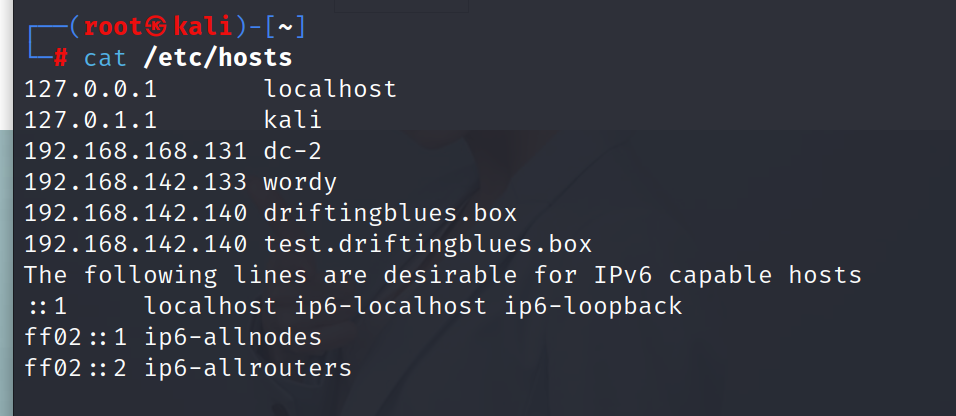 ┌──(root㉿kali)-[~]
└─# cat /etc/hosts
127.0.0.1       localhost
127.0.1.1       kali
192.168.168.131 dc-2
192.168.142.133 wordy
192.168.142.140 driftingblues.box
192.168.142.140 test.driftingblues.box
The following lines are desirable for IPv6 capable hosts
::1     localhost ip6-localhost ip6-loopback
ff02::1 ip6-allnodes
ff02::2 ip6-allrouters